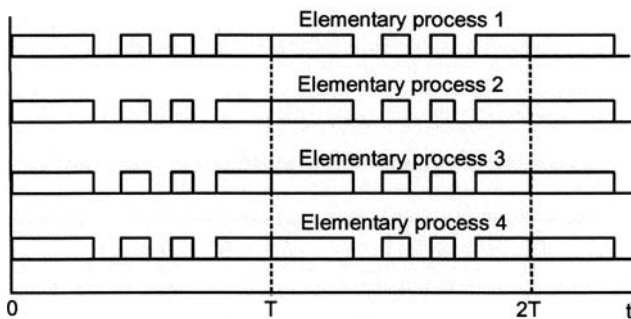 Elementary process 1
Elementary process 2
Elementary process 3
Elementary process 4
0 T 2T t